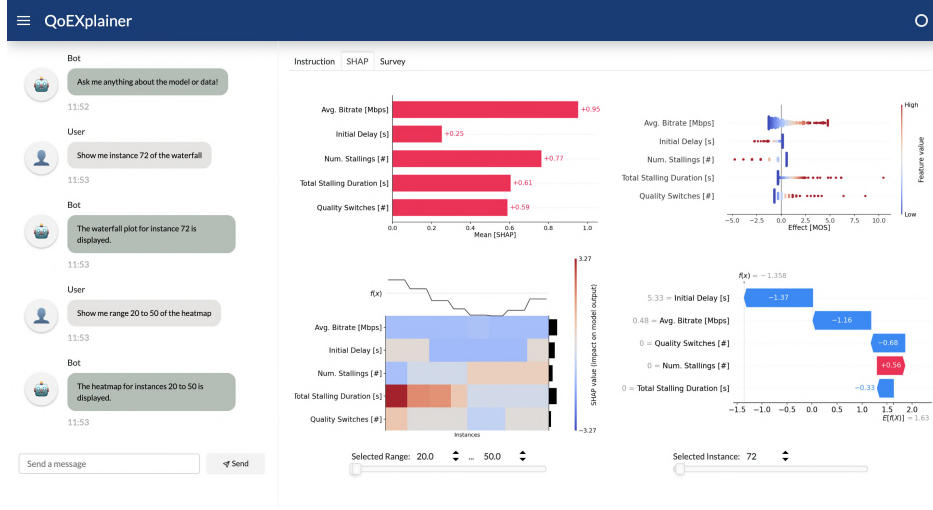 QoEXplainer
Bot
Ask me anything about the model or data!
11:52
User
Show me instance 72 of the waterfall
11:53
Bot
The waterfall plot for instance 72 is
displayed.
11:53
User
Show me range 20 to 50 of the heatmap
11:53
Bot
The heatmap for instances 20 to 50 is
displayed.
11:53
Send a message
Send
Instruction SHAP Survey
Avg. Bitrate [Mbps] +0.95
Initial Delay [s] +0.25
Num. Stallings [#] +0.77
Total Stalling Duration [s] +0.61
Quality Switches [#] +0.59
0.0 0.2 0.4 0.6 0.8 1.0
Mean [SHAP]
High
Avg. Bitrate [Mbps]
Initial Delay [s]
Num. Stallings [#]
Total Stalling Duration [s]
Quality Switches [#]
Low
Feature value
−5.0 −2.5 0.0 2.5 5.0 7.5 10.0
Effect [MOS]
f(x)
Avg. Bitrate [Mbps]
Initial Delay [s]
Num. Stallings [#]
Total Stalling Duration [s]
Quality Switches [#]
Instances
3.27
SHAP value (impact on model output)
−3.27
Selected Range: 20.0 ... 50.0
f(x) = −1.358
5.33 = Initial Delay [s] −1.37
0.48 = Avg. Bitrate [Mbps] −1.16
0 = Quality Switches [#] −0.68
0 = Num. Stallings [#] +0.56
0 = Total Stalling Duration [s] −0.33
−1.5 −1.0 −0.5 0.0 0.5 1.0 1.5 2.0
E[f(X)] = 1.63
Selected Instance: 72